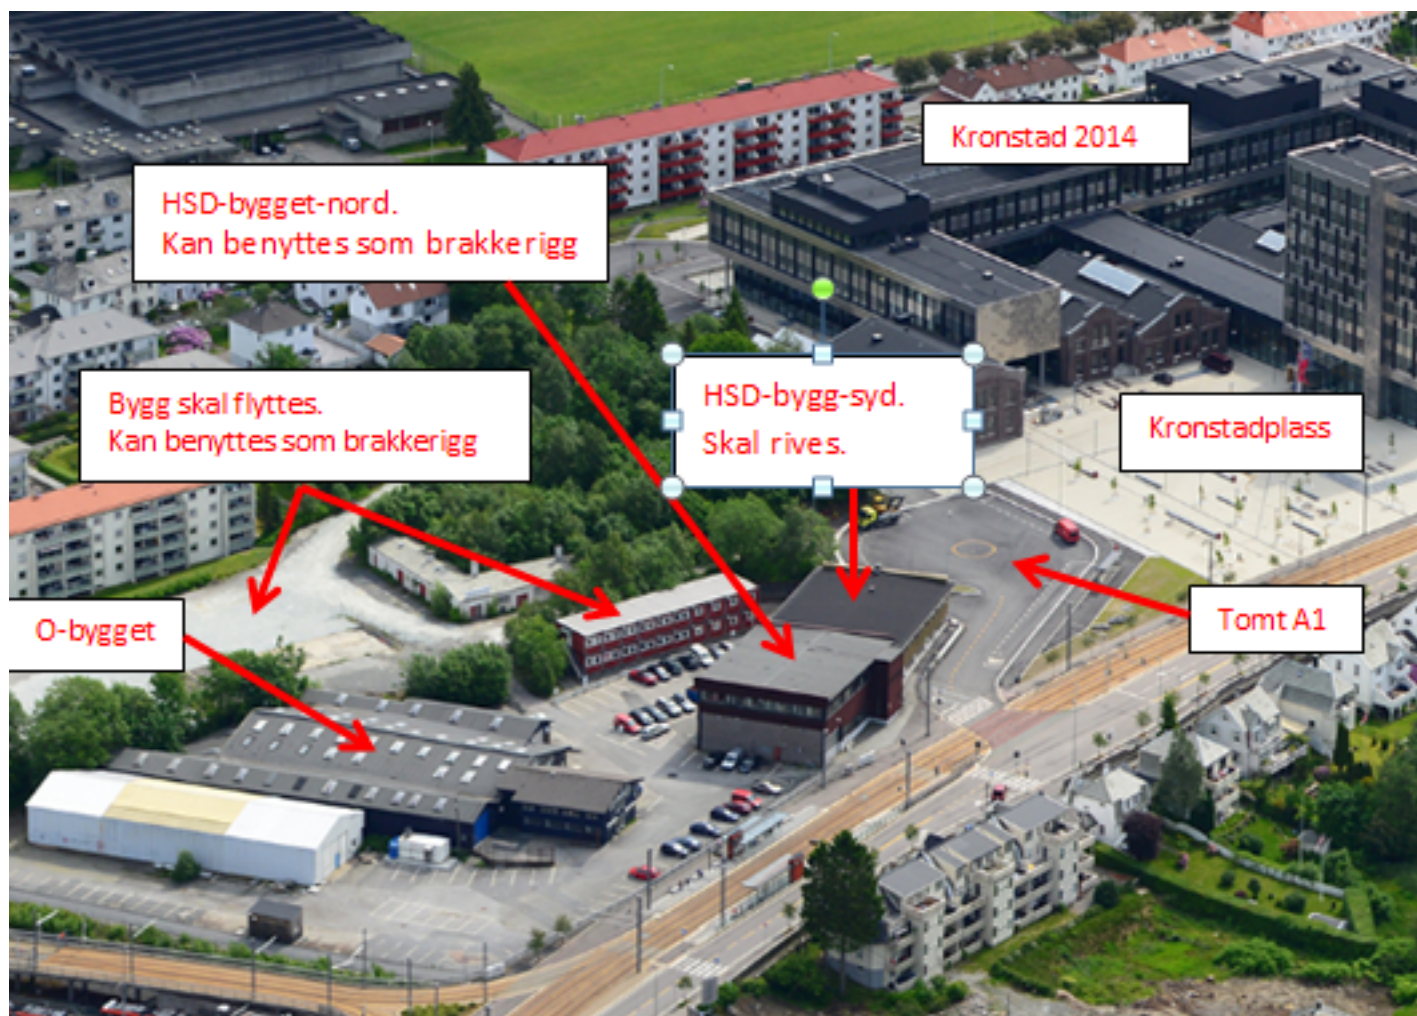 Kronstad 2014
HSD-bygget-nord.
Kan benyttes som brakkerigg
Bygg skal flyttes.
Kan benyttes som brakkerigg
HSD-bygg-syd.
Skal rives.
Kronstadplass
O-bygget
Tomt A1